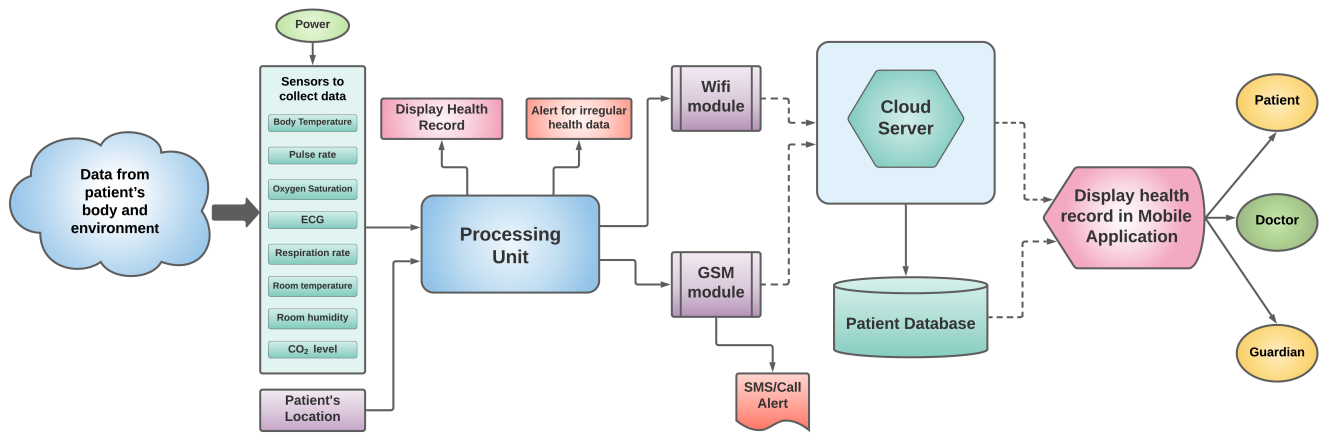 Power
Sensors to
collect data
Body Temperature
Pulse rate
Oxygen Saturation
ECG
Respiration rate
Room temperature
Room humidity
CO₂ level
Data from
patient's
body and
environment
Patient's
Location
Display Health
Record
Alert for irregular
health data
Processing
Unit
Wifi
module
GSM
module
SMS/Call
Alert
Cloud
Server
Patient Database
Display health
record in Mobile
Application
Patient
Doctor
Guardian